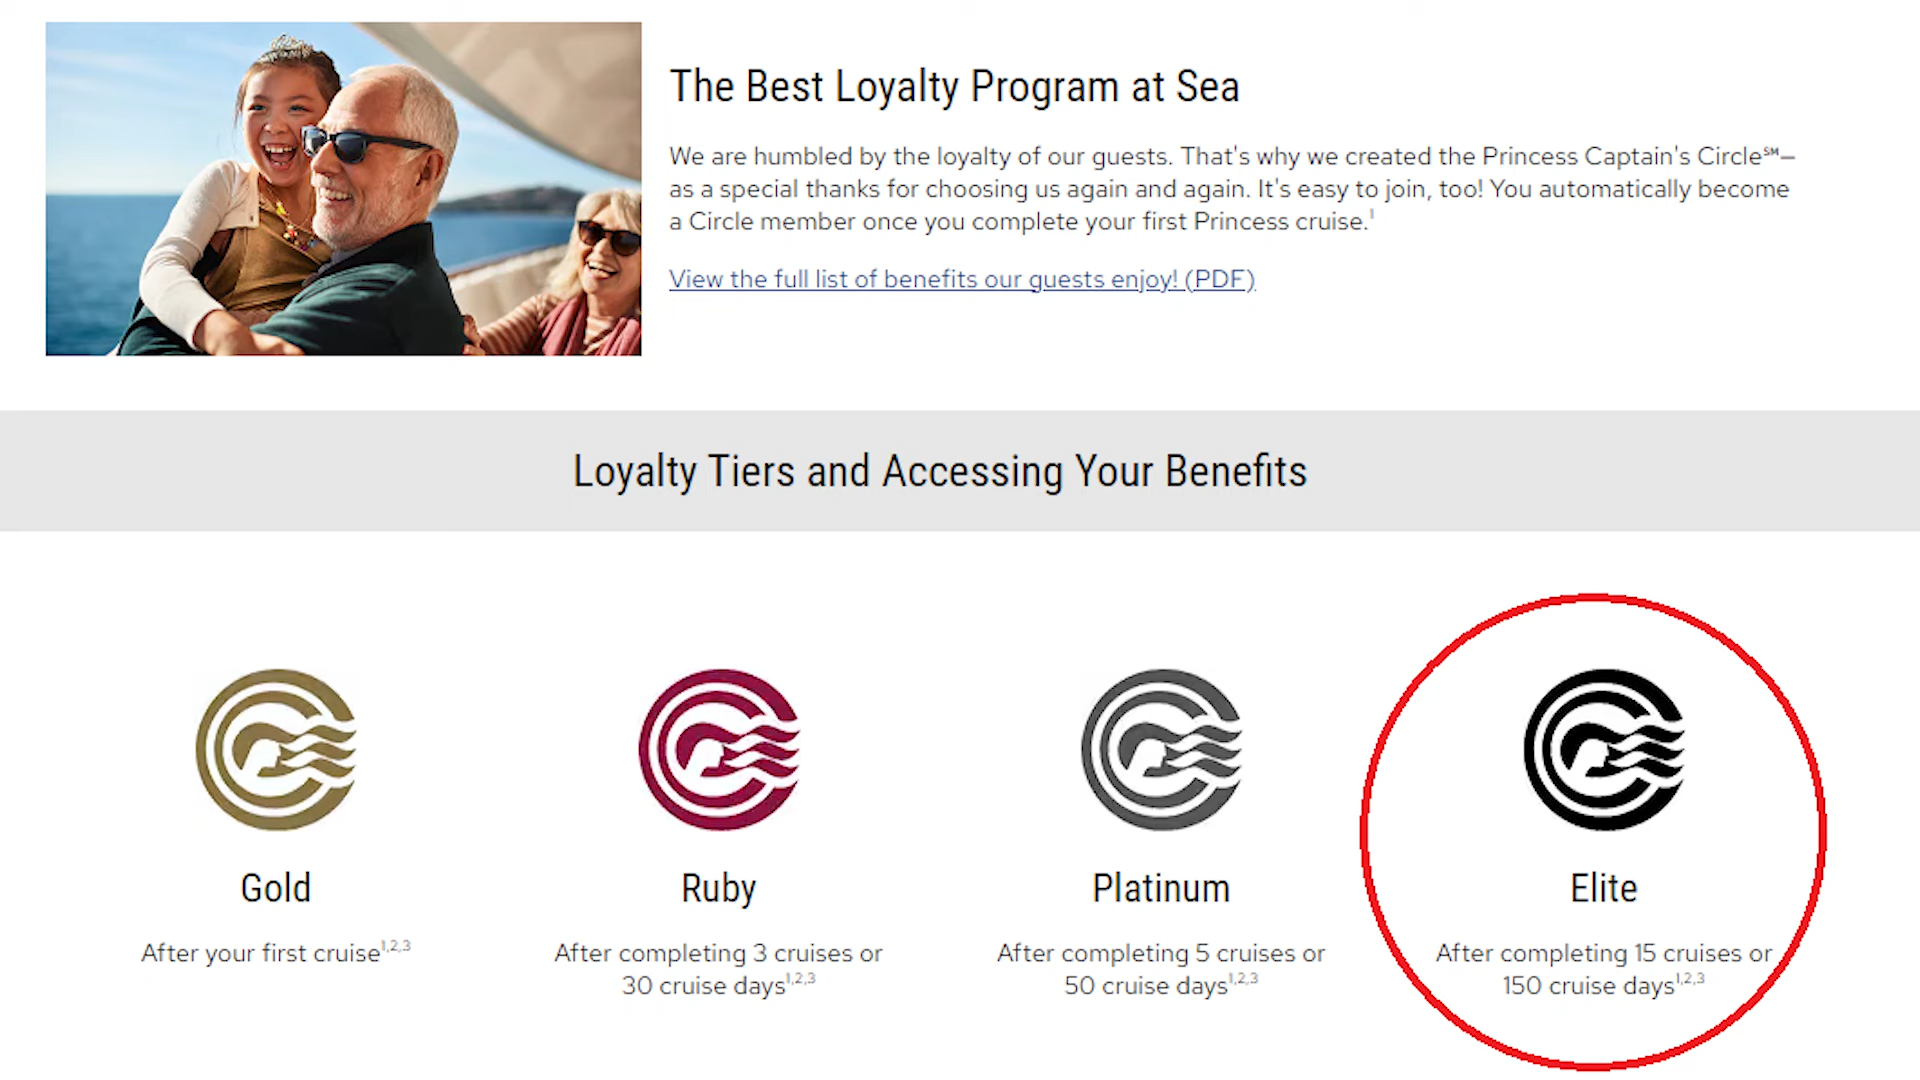 The Best Loyalty Program at Sea
We are humbled by the loyalty of our guests. That's why we created the Princess Captain's Circle℠—
as a special thanks for choosing us again and again. It's easy to join, too! You automatically become
a Circle member once you complete your first Princess cruise.¹
View the full list of benefits our guests enjoy! (PDF)
Loyalty Tiers and Accessing Your Benefits
Gold
After your first cruise¹,²,³
Ruby
After completing 3 cruises or
30 cruise days¹,²,³
Platinum
After completing 5 cruises or
50 cruise days¹,²,³
Elite
After completing 15 cruises or
150 cruise days¹,²,³